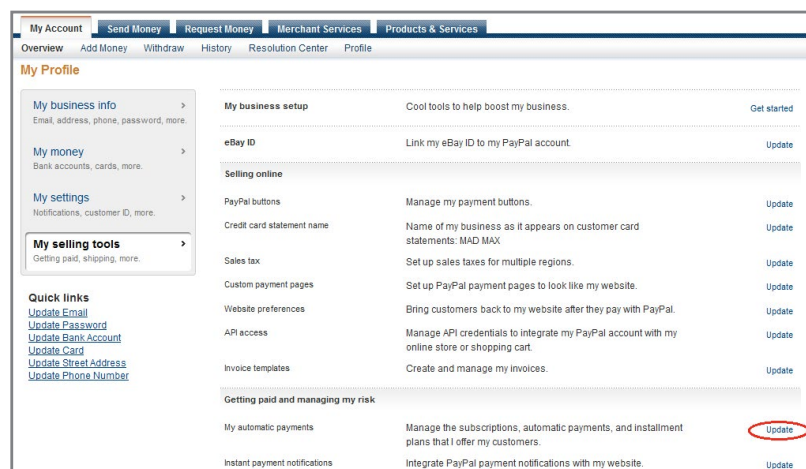 My Account Send Money Request Money Merchant Services Products & Services
Overview Add Money Withdraw History Resolution Center Profile
My Profile
My business info >
Email, address, phone, password, more.
My money >
Bank accounts, cards, more.
My settings >
Notifications, customer ID, more.
My selling tools >
Getting paid, shipping, more.
Quick links
Update Email
Update Password
Update Bank Account
Update Card
Update Street Address
Update Phone Number
My business setup Cool tools to help boost my business. Get started
eBay ID Link my eBay ID to my PayPal account. Update
Selling online
PayPal buttons Manage my payment buttons. Update
Credit card statement name Name of my business as it appears on customer card Update
statements: MAD MAX
Sales tax Set up sales taxes for multiple regions. Update
Custom payment pages Set up PayPal payment pages to look like my website. Update
Website preferences Bring customers back to my website after they pay with PayPal. Update
API access Manage API credentials to integrate my PayPal account with my Update
online store or shopping cart.
Invoice templates Create and manage my invoices. Update
Getting paid and managing my risk
My automatic payments Manage the subscriptions, automatic payments, and installment Update
plans that I offer my customers.
Instant payment notifications Integrate PayPal payment notifications with my website. Update